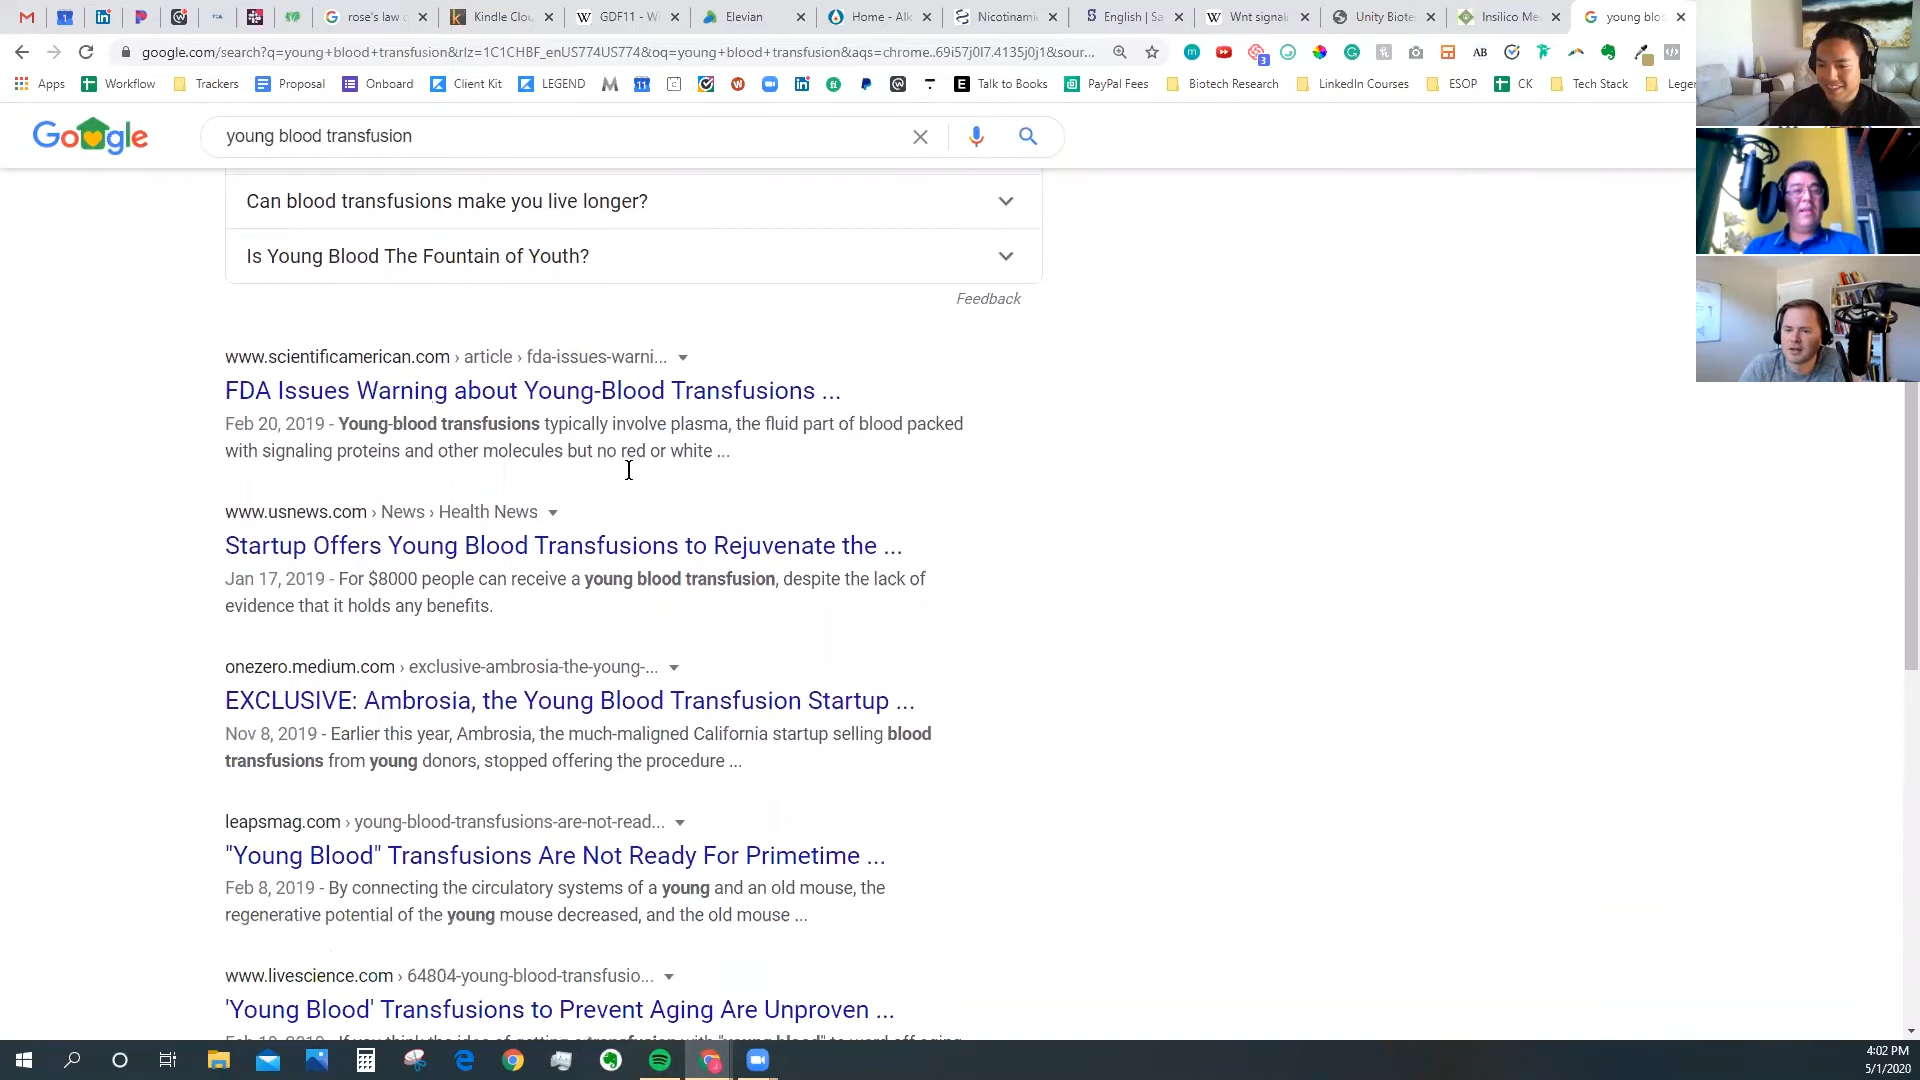 rose's law
Kindle Clou
GDF11 - Wi
Elevian
Home - Alk
Nicotinami
English | Sa
Wnt signal
Unity Biote
Insilico Me
young bloo
google.com/search?q=young+blood+transfusion&rlz=1C1CHBF_enUS774US774&oq=young+blood+transfusion&aqs=chrome..69i57j0l7.4135j0j1&sour...
Apps
Workflow
Trackers
Proposal
Onboard
Client Kit
LEGEND
Talk to Books
PayPal Fees
Biotech Research
LinkedIn Courses
ESOP
CK
Tech Stack
Leger
Google
young blood transfusion
Can blood transfusions make you live longer?
Is Young Blood The Fountain of Youth?
Feedback
www.scientificamerican.com › article › fda-issues-warni...
FDA Issues Warning about Young-Blood Transfusions ...
Feb 20, 2019 - Young-blood transfusions typically involve plasma, the fluid part of blood packed
with signaling proteins and other molecules but no red or white ...
www.usnews.com › News › Health News
Startup Offers Young Blood Transfusions to Rejuvenate the ...
Jan 17, 2019 - For $8000 people can receive a young blood transfusion, despite the lack of
evidence that it holds any benefits.
onezero.medium.com › exclusive-ambrosia-the-young-...
EXCLUSIVE: Ambrosia, the Young Blood Transfusion Startup ...
Nov 8, 2019 - Earlier this year, Ambrosia, the much-maligned California startup selling blood
transfusions from young donors, stopped offering the procedure ...
leapsmag.com › young-blood-transfusions-are-not-read...
"Young Blood" Transfusions Are Not Ready For Primetime ...
Feb 8, 2019 - By connecting the circulatory systems of a young and an old mouse, the
regenerative potential of the young mouse decreased, and the old mouse ...
www.livescience.com › 64804-young-blood-transfusio...
'Young Blood' Transfusions to Prevent Aging Are Unproven ...
4:02 PM
5/1/2020